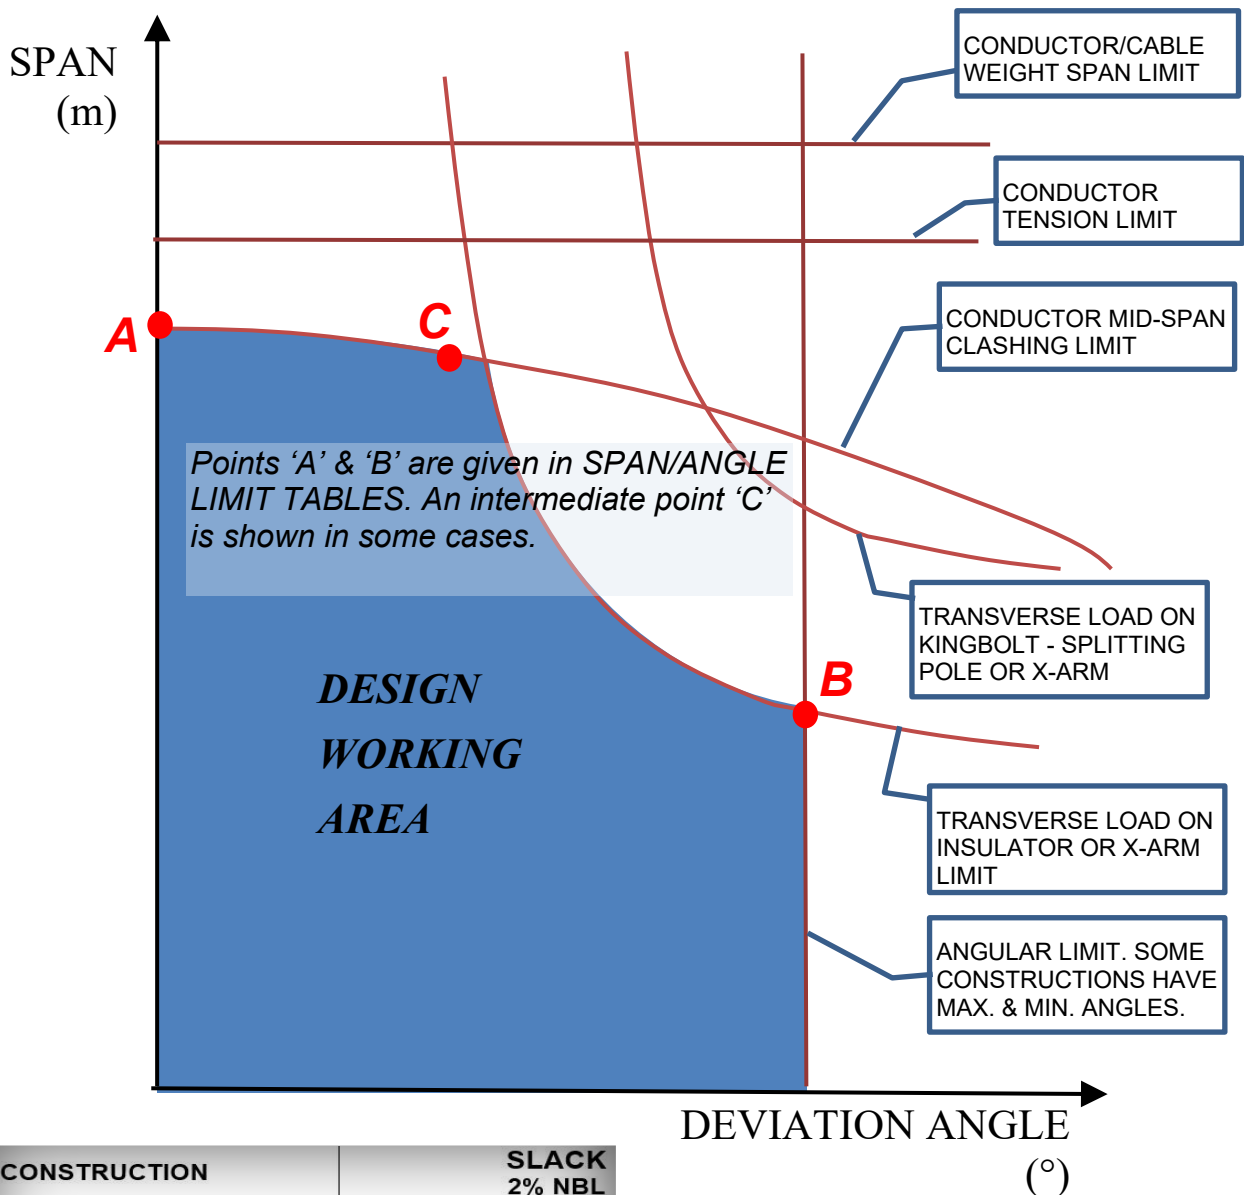 SPAN
(m)
CONDUCTOR/CABLE
WEIGHT SPAN LIMIT
CONDUCTOR
TENSION LIMIT
CONDUCTOR MID-SPAN
CLASHING LIMIT
A
C
Points ‘A’ & ‘B’ are given in SPAN/ANGLE
LIMIT TABLES. An intermediate point ‘C’
is shown in some cases.
TRANSVERSE LOAD ON
KINGBOLT - SPLITTING
POLE OR X-ARM
B
DESIGN
WORKING
AREA
TRANSVERSE LOAD ON
INSULATOR OR X-ARM
LIMIT
ANGULAR LIMIT. SOME
CONSTRUCTIONS HAVE
MAX. & MIN. ANGLES.
DEVIATION ANGLE
(°)
CONSTRUCTION
SLACK
2% NBL